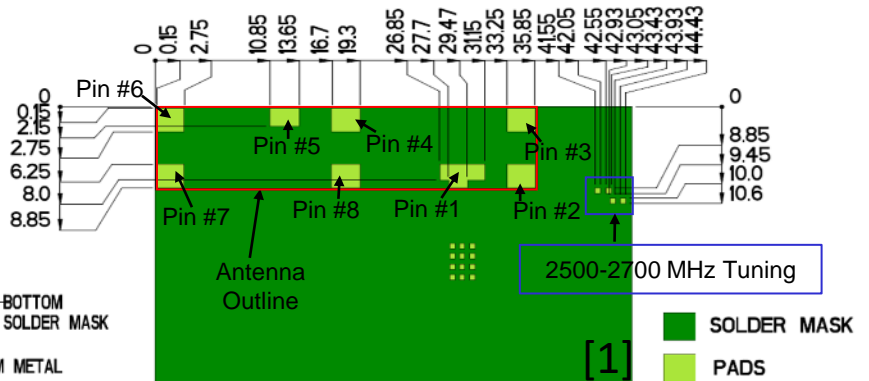 0
0.15
2.75
10.85
13.65
16.7
19.3
26.85
27.7
29.47
31.15
33.25
35.85
41.55
42.05
42.55
42.93
43.05
43.43
43.93
44.43
0
0.15
2.15
2.75
6.25
8.0
8.85
0
8.85
9.45
10.0
10.6
Pin #6
Pin #5
Pin #4
Pin #3
Pin #7
Pin #8
Pin #1
Pin #2
Antenna
Outline
2500-2700 MHz Tuning
BOTTOM
SOLDER MASK
METAL
[1]
SOLDER MASK
PADS